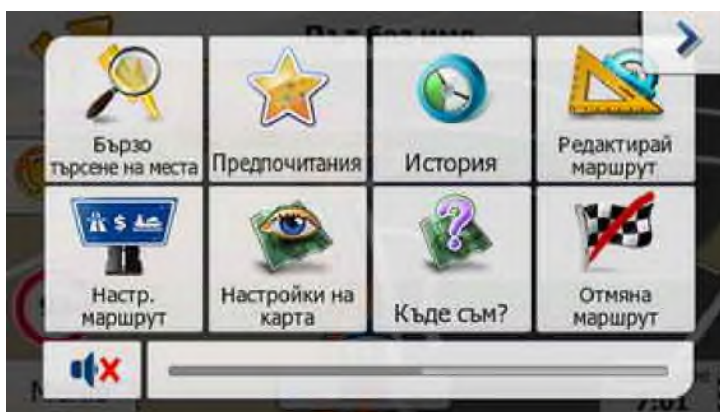 Бързо
търсене на места
Предпочитания
История
Редактирай
маршрут
$
Настр.
маршрут
Настройки на
карта
?
Къде съм?
Отмяна
маршрут